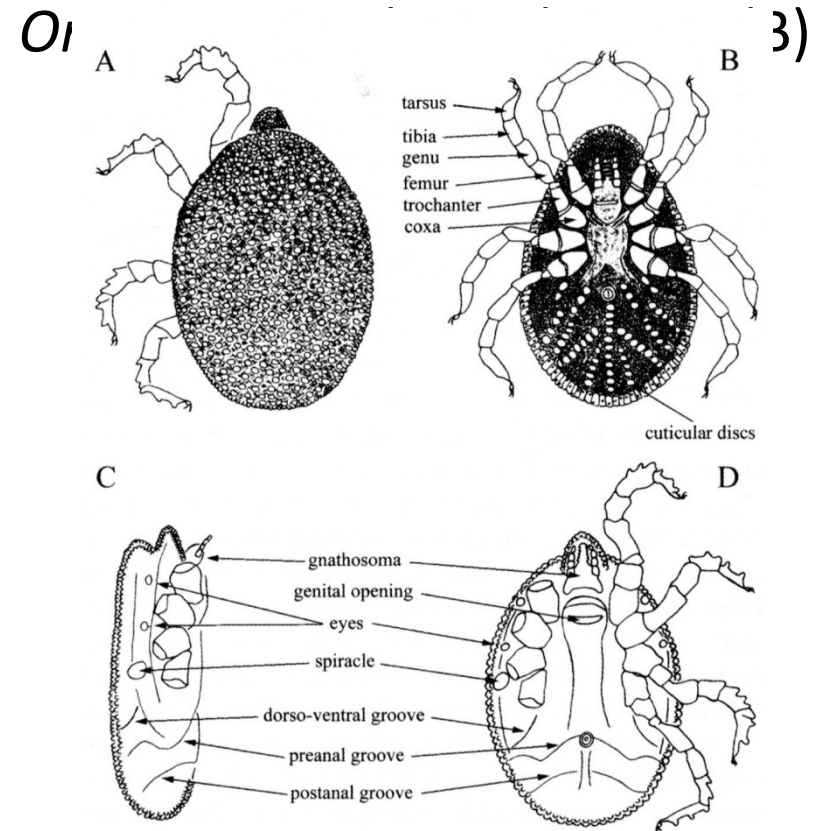 A
B
tarsus
tibia
genu
femur
trochanter
coxa
cuticular discs
C
D
gnathosoma
genital opening
eyes
spiracle
dorso-ventral groove
preanal groove
postanal groove